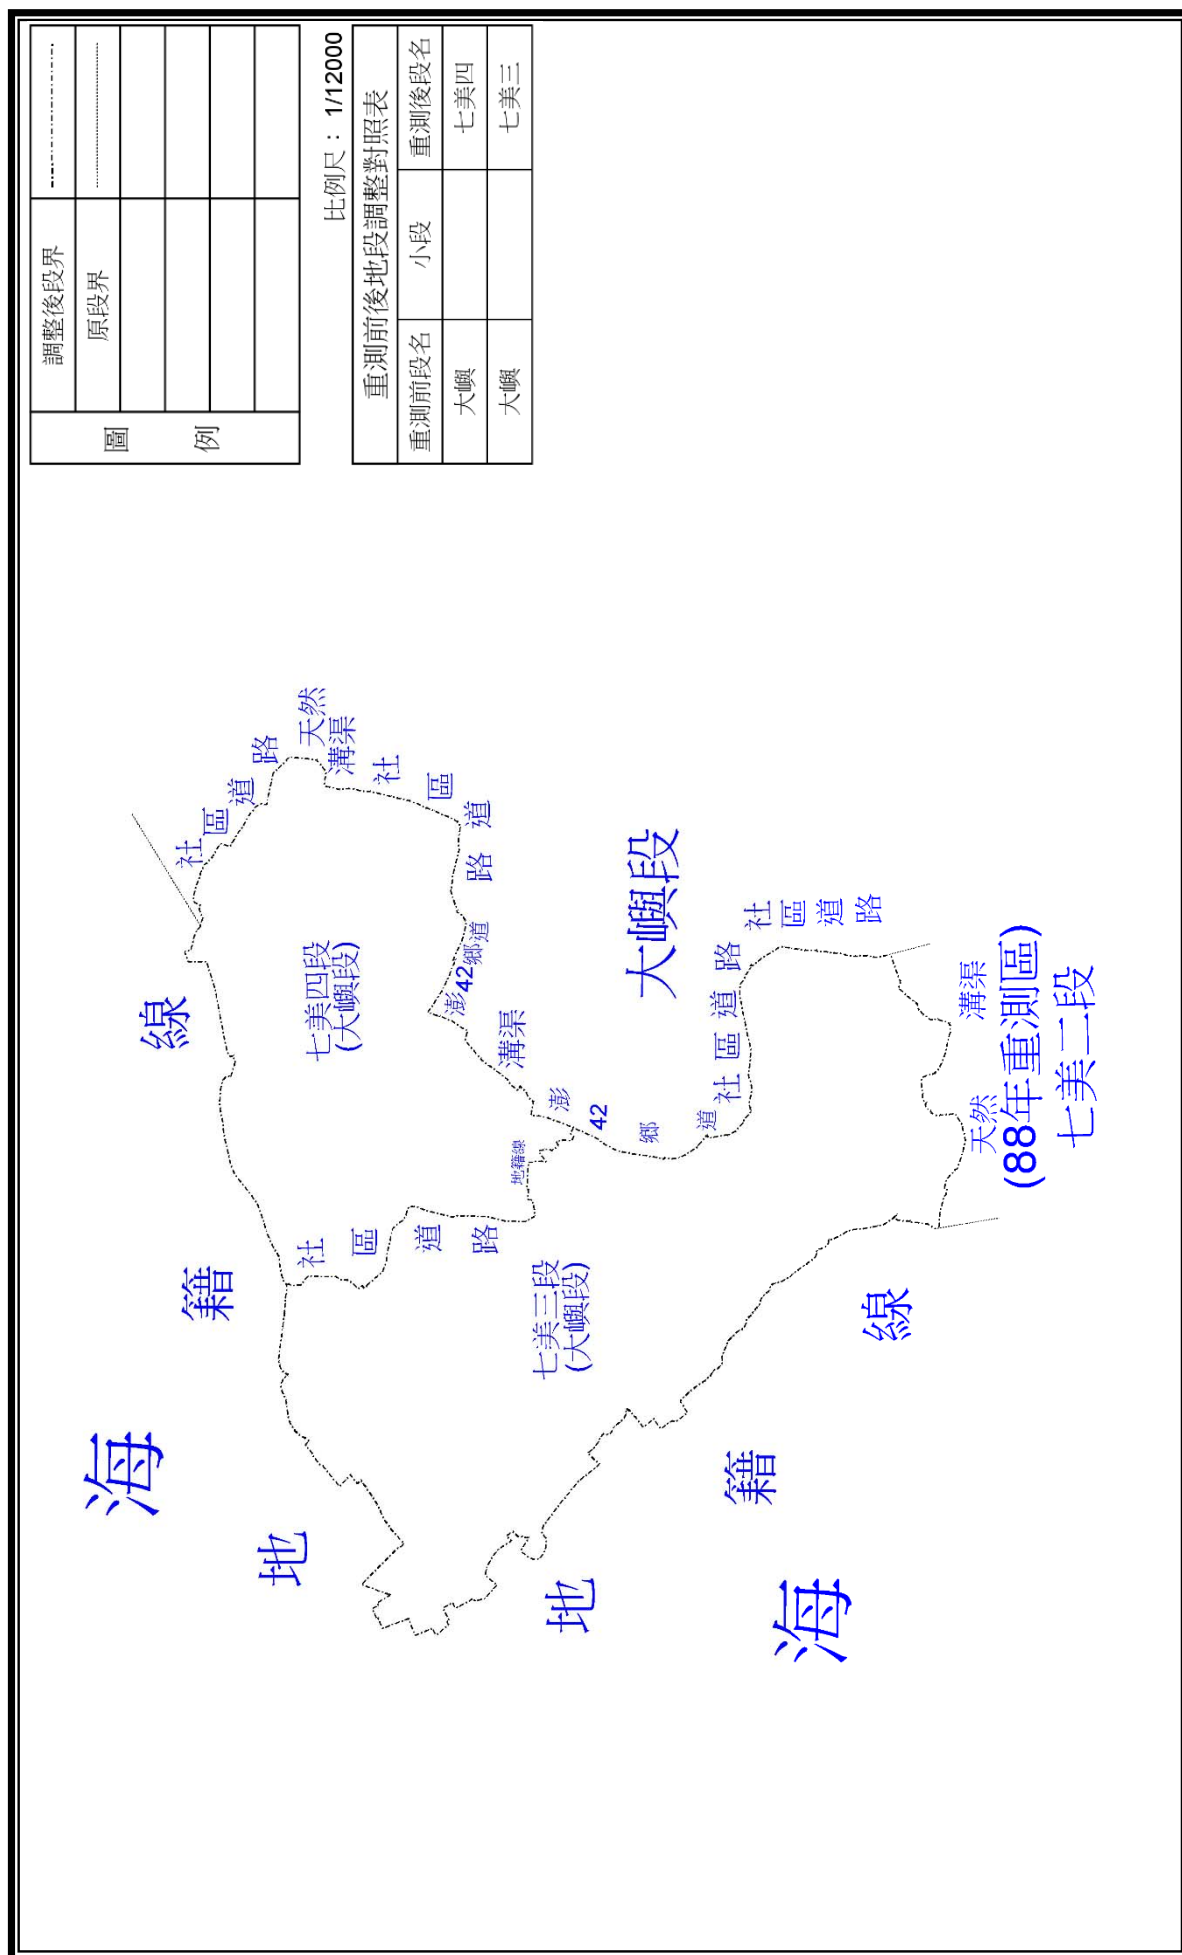 圖例
調整後段界
原段界
比例尺：1/12000
重測前後地段調整對照表
重測前段名 小段 重測後段名
大嶼 七美四
大嶼 七美三
海
地籍線
社區道路
天然
溝渠
社區道路
七美四段
(大嶼段)
澎42鄉道
溝渠
澎42鄉道
地籍線
社區道路
七美三段
(大嶼段)
大嶼段
社區道路
社區道路
地籍線
海
天然溝渠
(88年重測區)
七美二段